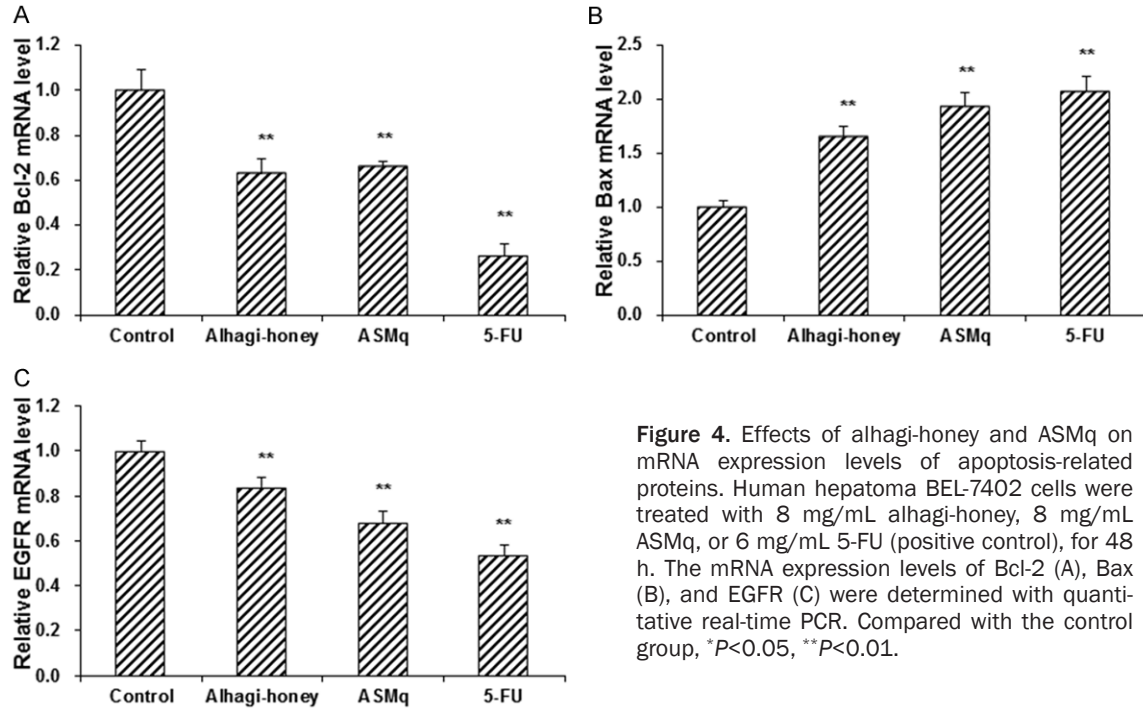 A
Relative Bcl-2 mRNA level
1.2
1.0
0.8
0.6
0.4
0.2
0.0
**
**
**
Control Alhagi-honey ASMq 5-FU
B
Relative Bax mRNA level
2.5
2.0
1.5
1.0
0.5
0.0
**
**
**
Control Alhagi-honey ASMq 5-FU
C
Relative EGFR mRNA level
1.2
1.0
0.8
0.6
0.4
0.2
0.0
**
**
**
Control Alhagi-honey ASMq 5-FU
Figure 4. Effects of alhagi-honey and ASMq on
mRNA expression levels of apoptosis-related
proteins. Human hepatoma BEL-7402 cells were
treated with 8 mg/mL alhagi-honey, 8 mg/mL
ASMq, or 6 mg/mL 5-FU (positive control), for 48
h. The mRNA expression levels of Bcl-2 (A), Bax
(B), and EGFR (C) were determined with quanti-
tative real-time PCR. Compared with the control
group, *P<0.05, **P<0.01.